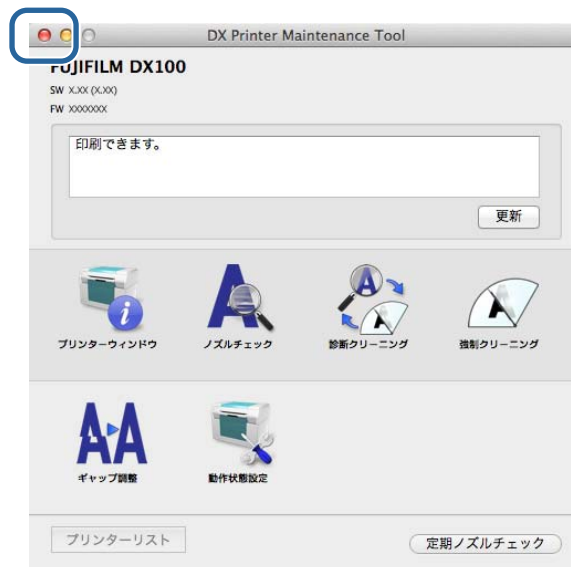 DX Printer Maintenance Tool
FUJIFILM DX100
SW X.XX (X.XX)
FW XXXXXXX
印刷できます。
更新
プリンターウィンドウ
ノズルチェック
診断クリーニング
強制クリーニング
ギャップ調整
動作状態設定
プリンターリスト
定期ノズルチェック